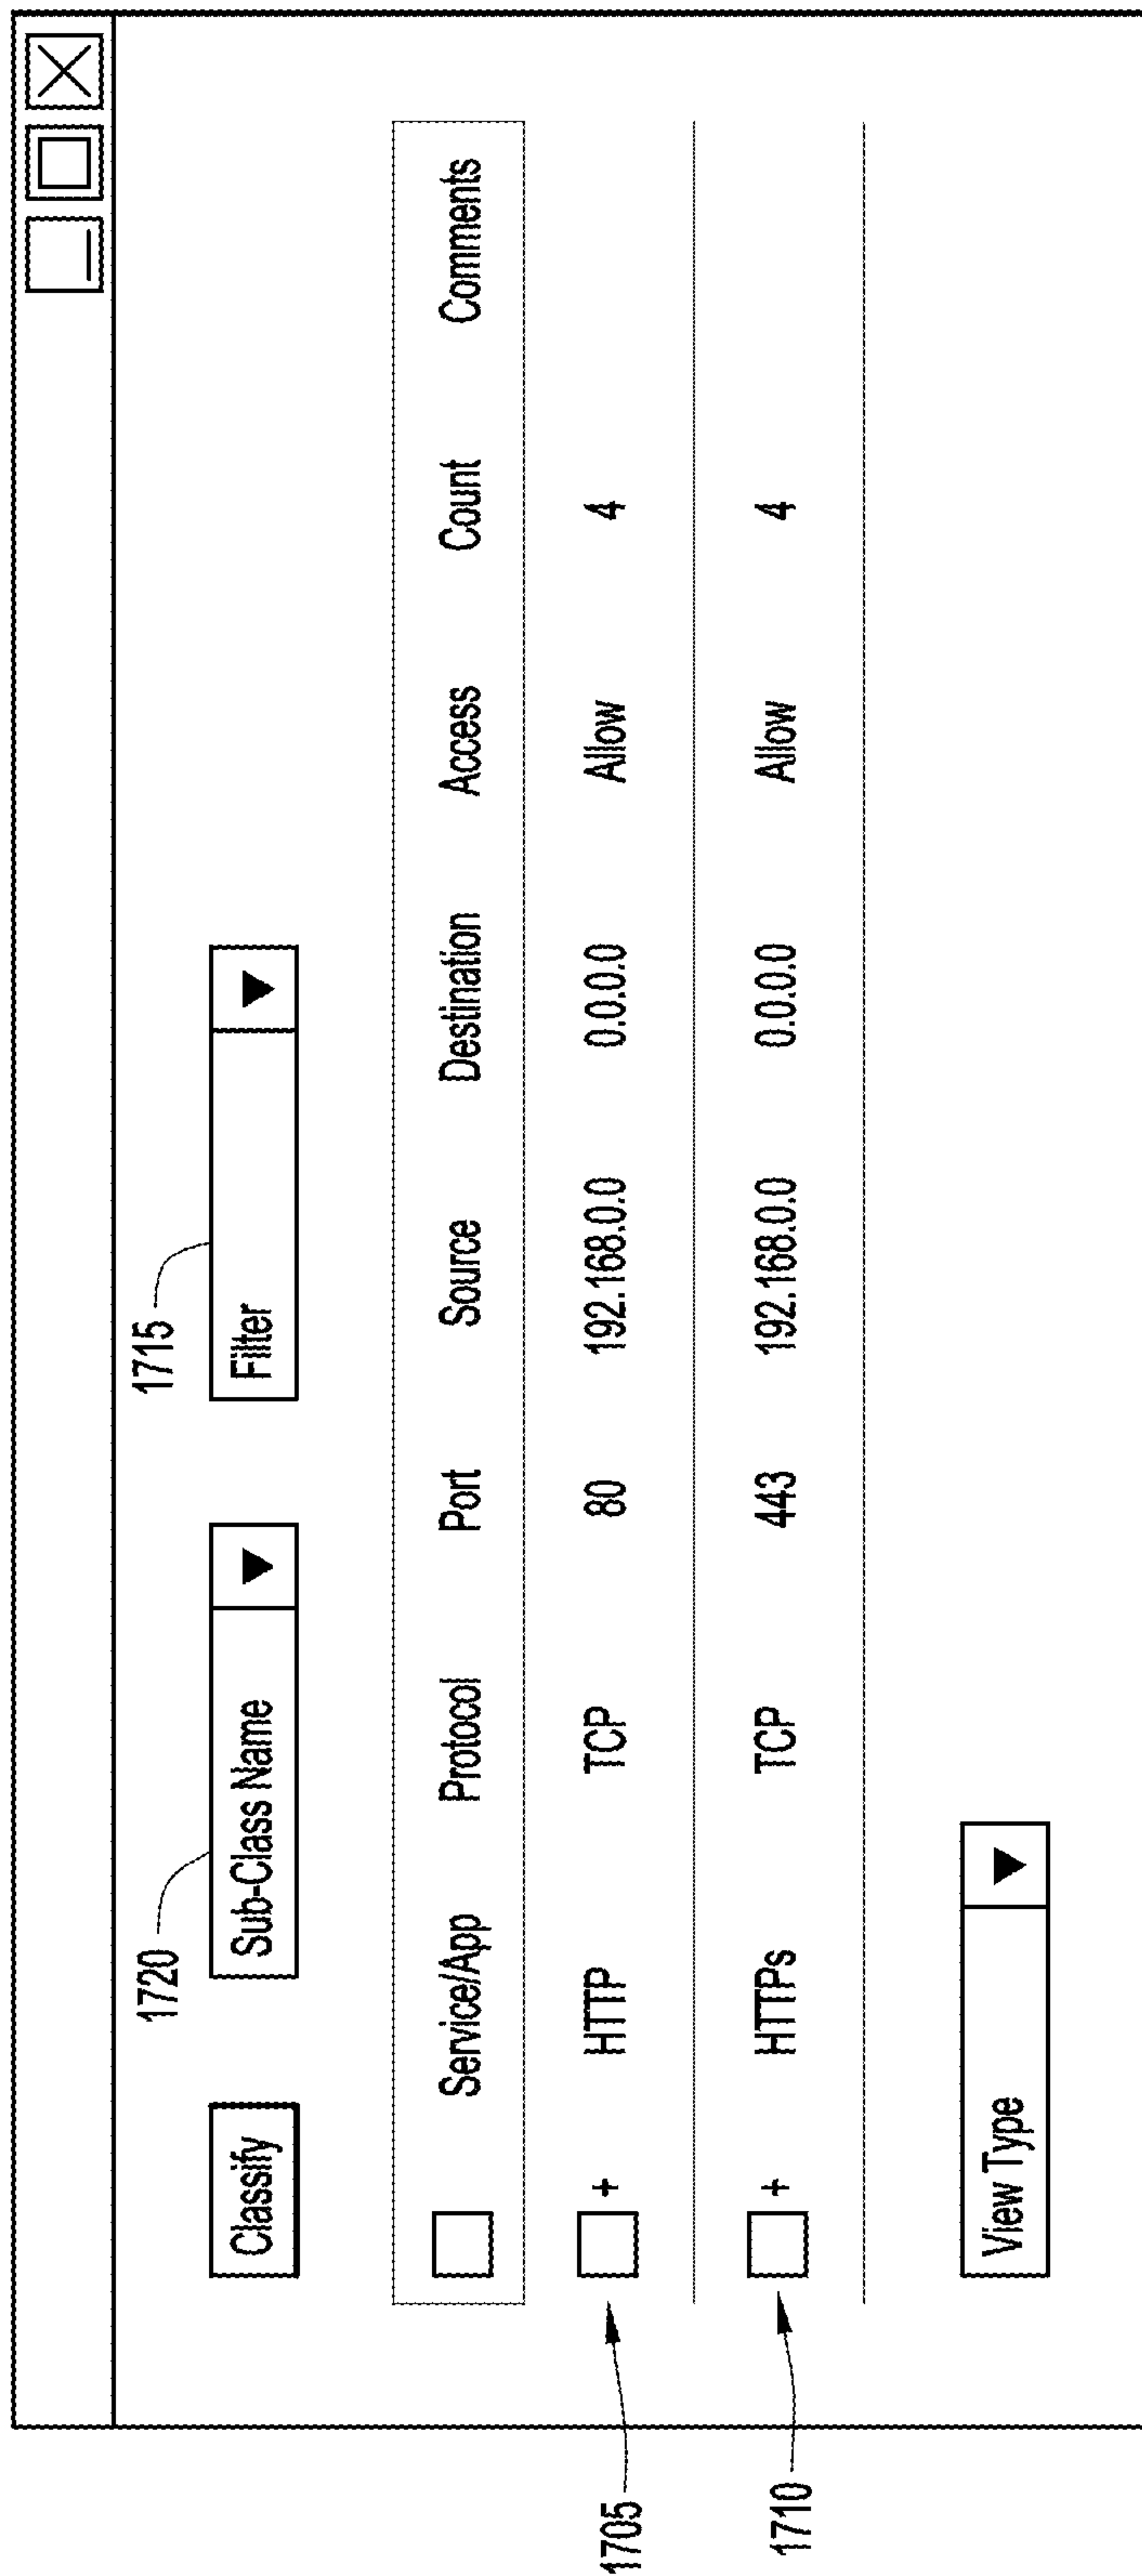 1720 1715
Classify Sub-Class Name Filter
Service/App Protocol Port Source Destination Access Count Comments
1705 + HTTP TCP 80 192.168.0.0 0.0.0.0 Allow 4
1710 + HTTPs TCP 443 192.168.0.0 0.0.0.0 Allow 4
View Type